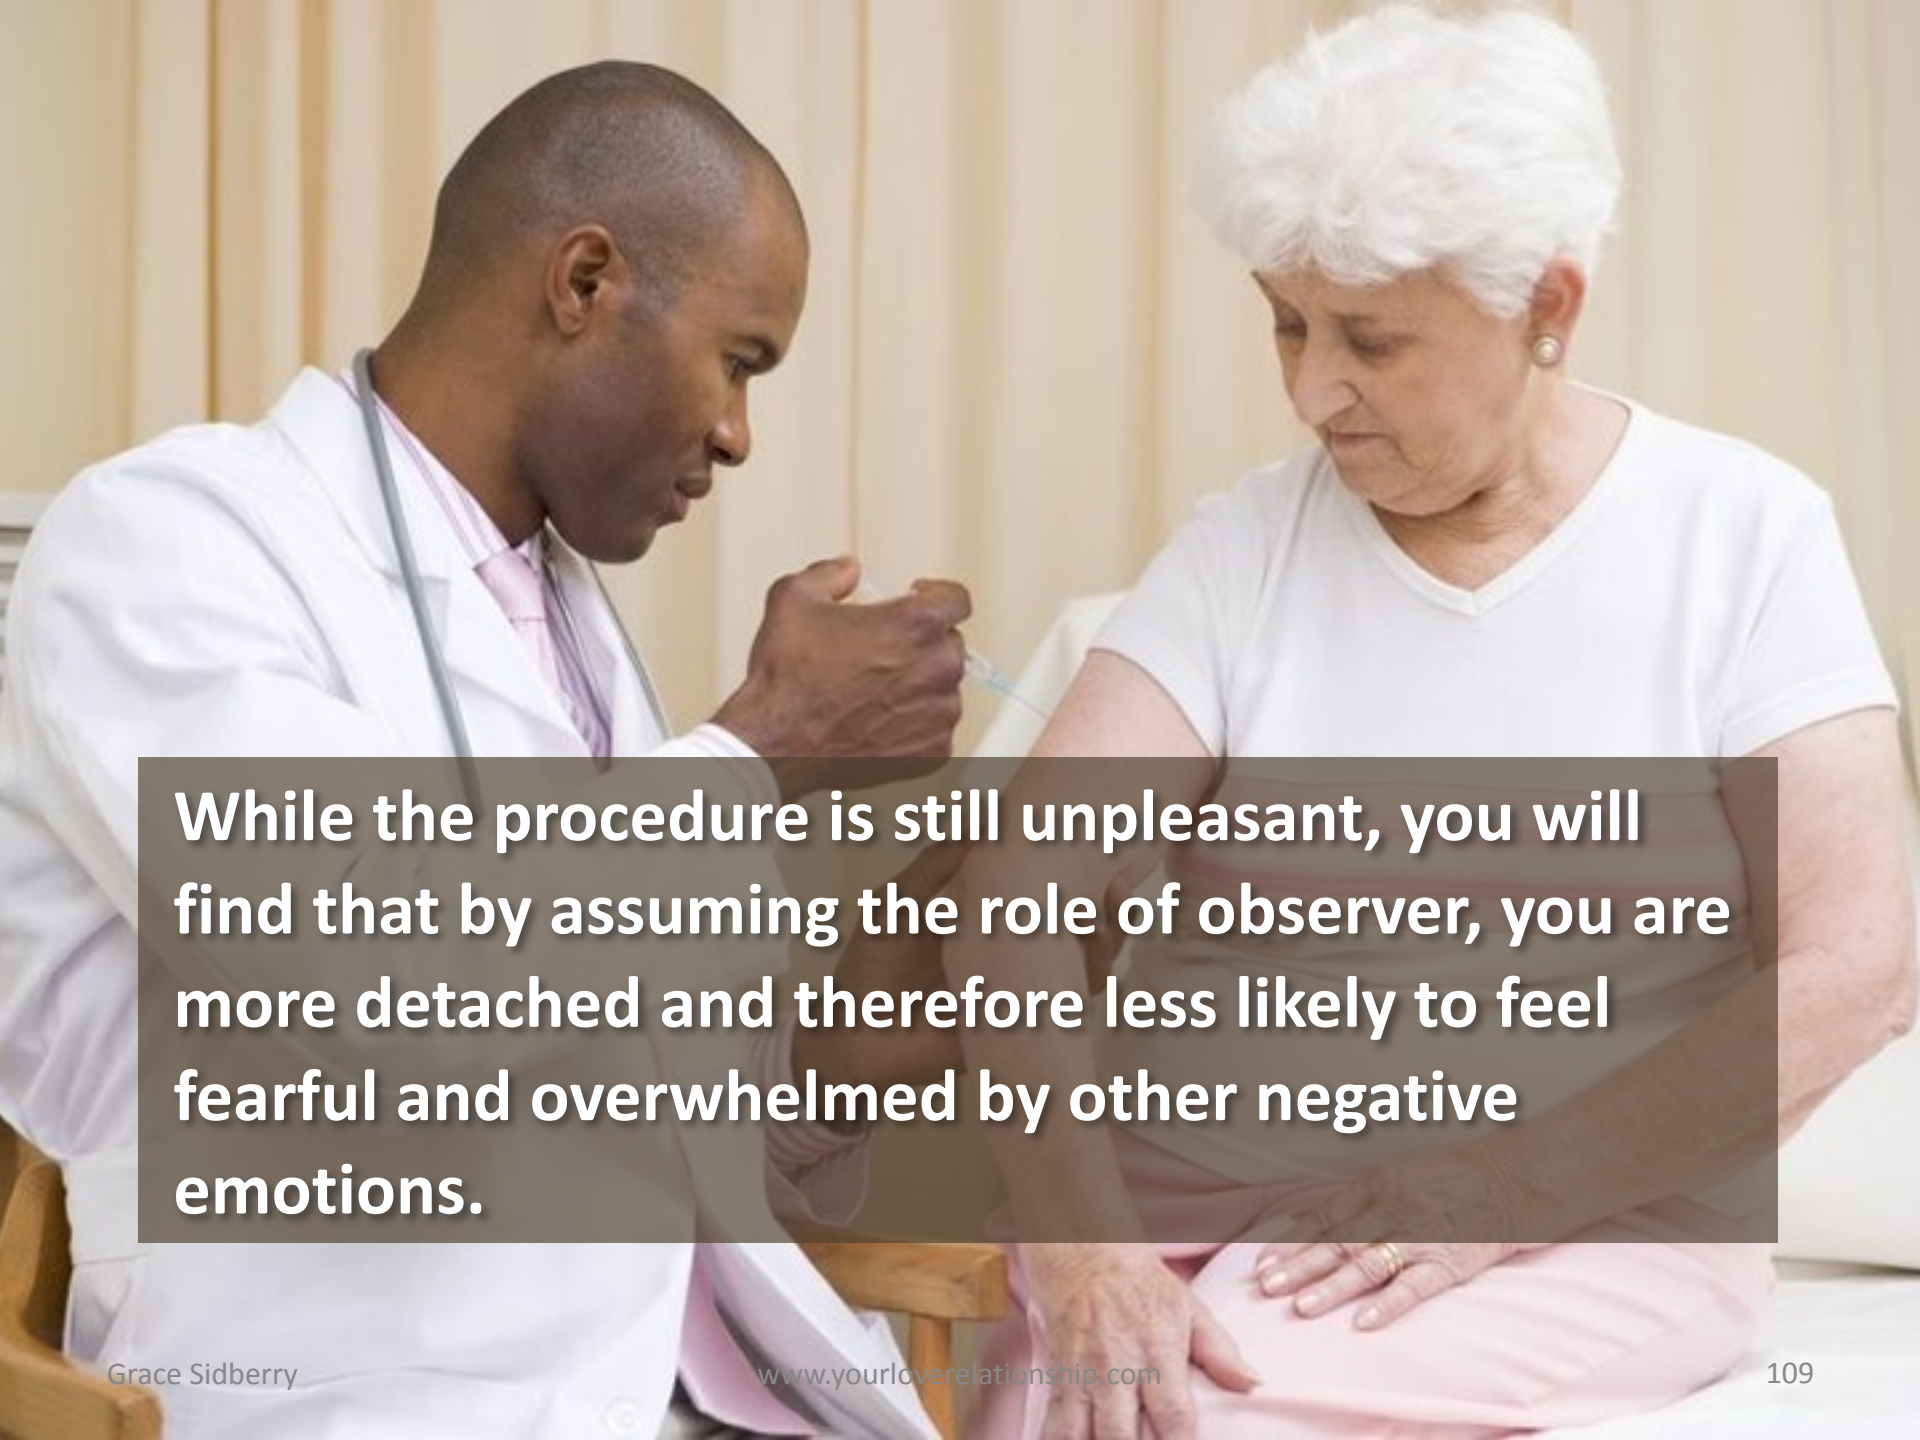 While the procedure is still unpleasant, you will
find that by assuming the role of observer, you are
more detached and therefore less likely to feel
fearful and overwhelmed by other negative
emotions.
Grace Sidberry
www.yourloverelationship.com
109